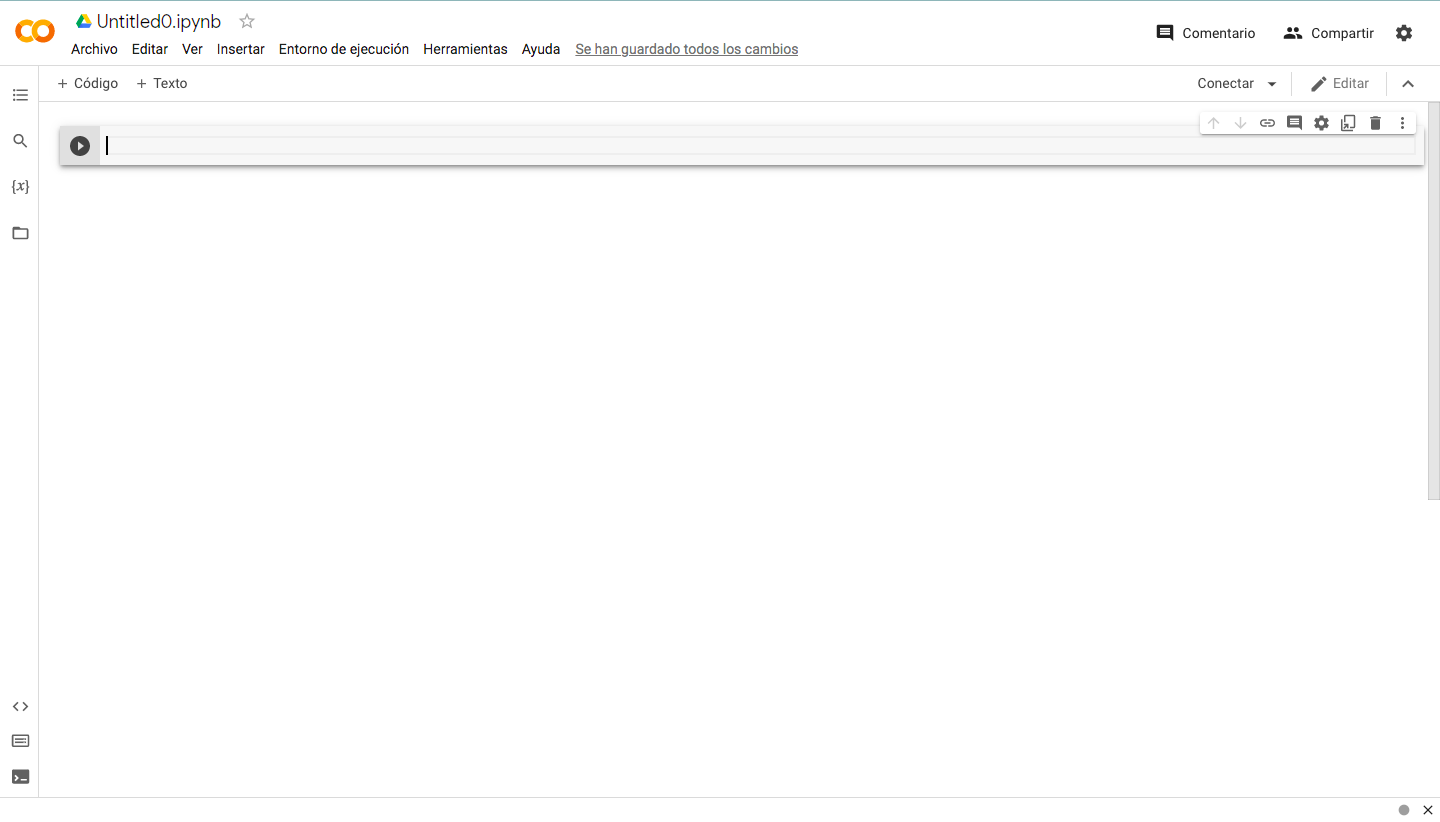 Untitled0.ipynb
Archivo Editar Ver Insertar Entorno de ejecución Herramientas Ayuda Se han guardado todos los cambios
Comentario Compartir
+ Código + Texto
Conectar Editar
{x}